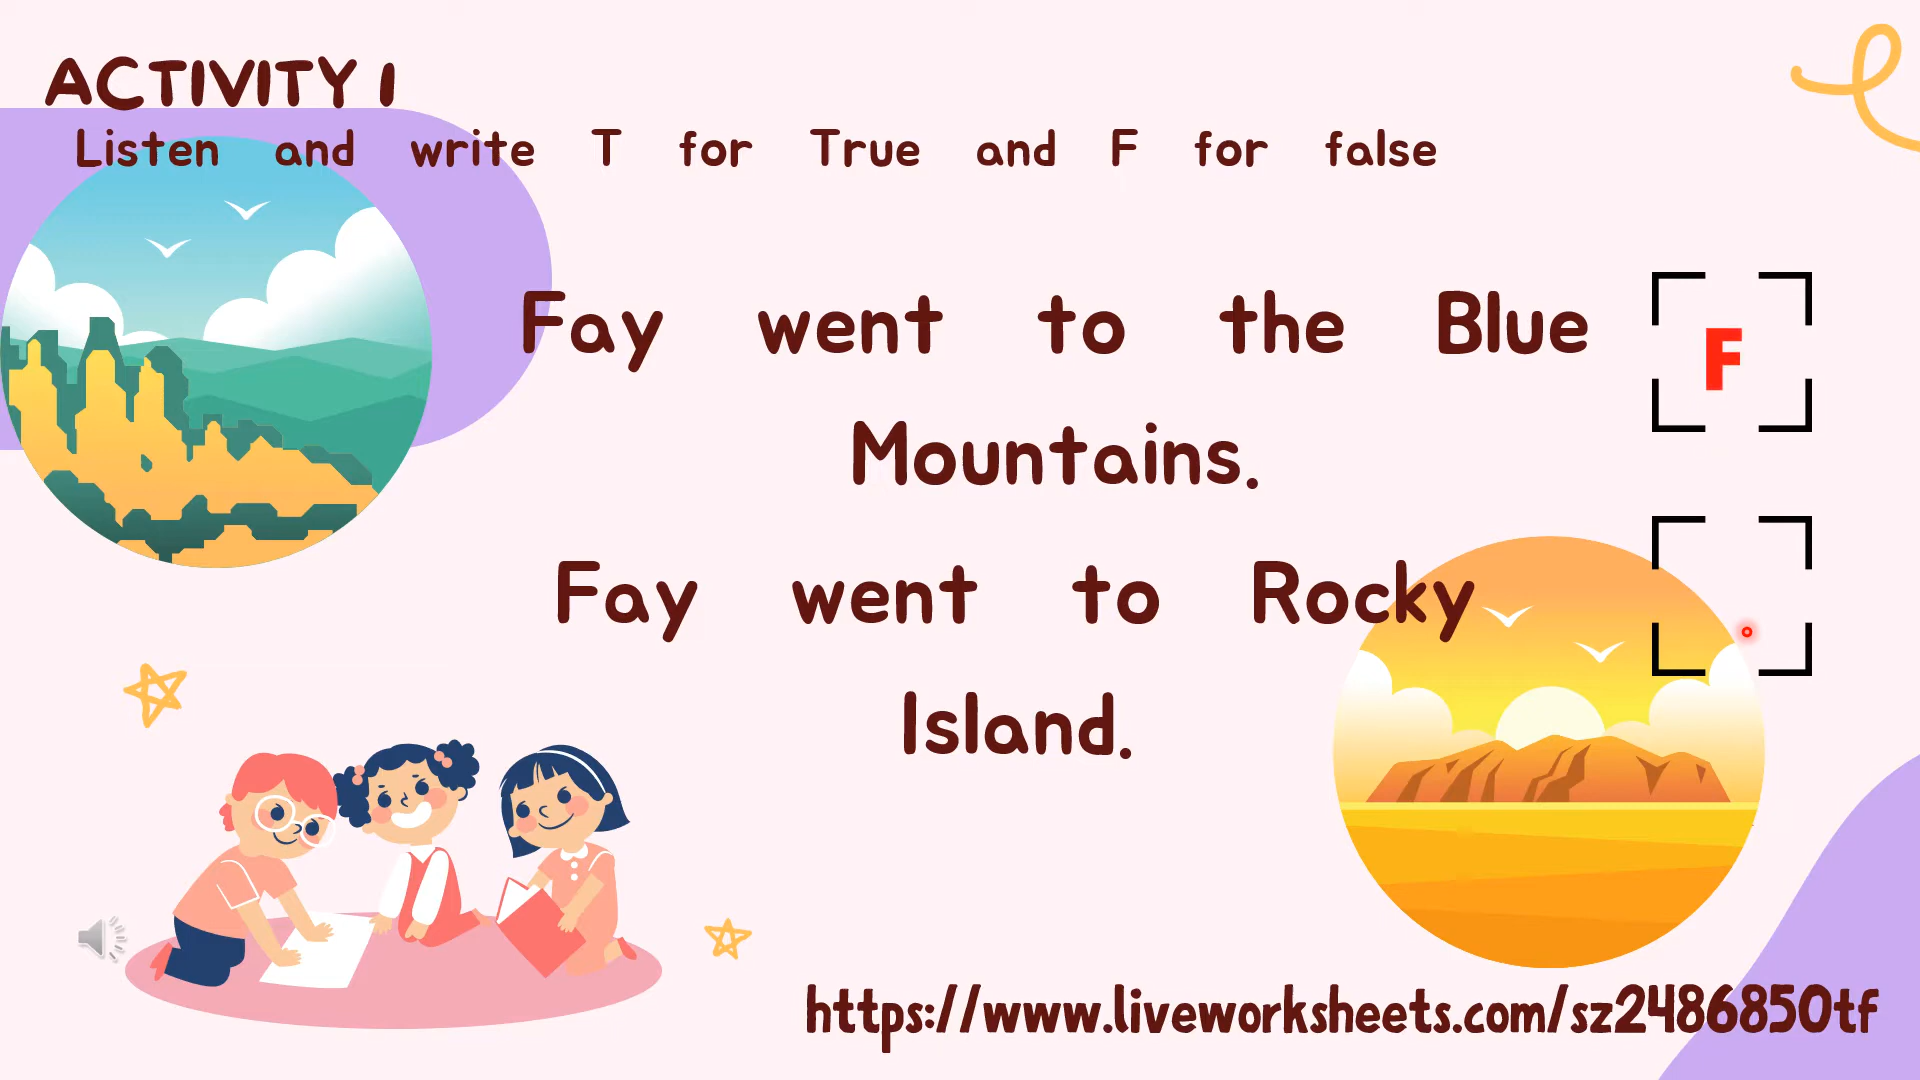 ACTIVITY 1
Listen and write T for True and F for false
Fay went to the Blue
Mountains.
F
Fay went to Rocky
Island.
https://www.liveworksheets.com/sz2486850tf